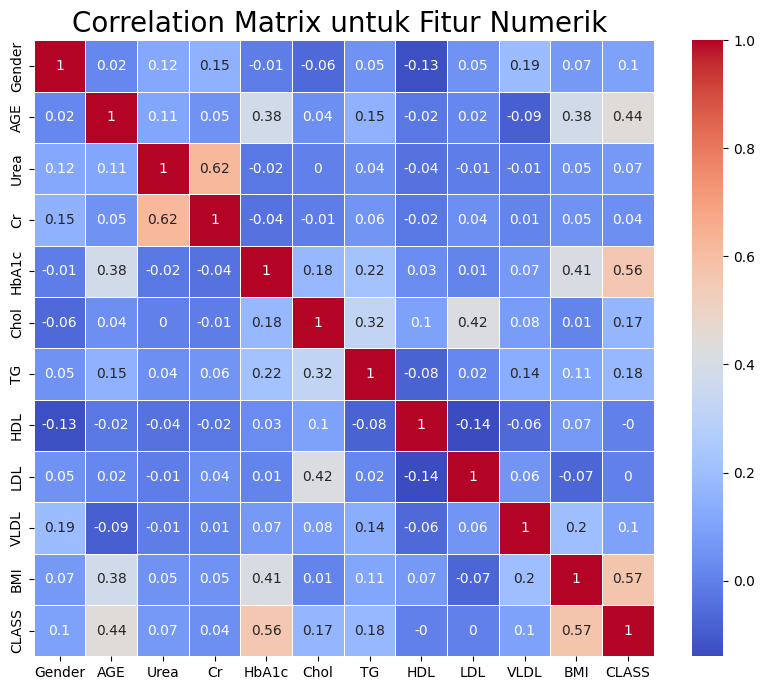 Correlation Matrix untuk Fitur Numerik
Gender 1 0.02 0.12 0.15 -0.01 -0.06 0.05 -0.13 0.05 0.19 0.07 0.1
AGE 0.02 1 0.11 0.05 0.38 0.04 0.15 -0.02 0.02 -0.09 0.38 0.44
Urea 0.12 0.11 1 0.62 -0.02 0 0.04 -0.04 -0.01 -0.01 0.05 0.07
Cr 0.15 0.05 0.62 1 -0.04 -0.01 0.06 -0.02 0.04 0.01 0.05 0.04
HbA1c -0.01 0.38 -0.02 -0.04 1 0.18 0.22 0.03 0.01 0.07 0.41 0.56
Chol -0.06 0.04 0 -0.01 0.18 1 0.32 0.1 0.42 0.08 0.01 0.17
TG 0.05 0.15 0.04 0.06 0.22 0.32 1 -0.08 0.02 0.14 0.11 0.18
HDL -0.13 -0.02 -0.04 -0.02 0.03 0.1 -0.08 1 -0.14 -0.06 0.07 -0
LDL 0.05 0.02 -0.01 0.04 0.01 0.42 0.02 -0.14 1 0.06 -0.07 0
VLDL 0.19 -0.09 -0.01 0.01 0.07 0.08 0.14 -0.06 0.06 1 0.2 0.1
BMI 0.07 0.38 0.05 0.05 0.41 0.01 0.11 0.07 -0.07 0.2 1 0.57
CLASS 0.1 0.44 0.07 0.04 0.56 0.17 0.18 -0 0 0.1 0.57 1
Gender AGE Urea Cr HbA1c Chol TG HDL LDL VLDL BMI CLASS
1.0
0.8
0.6
0.4
0.2
0.0